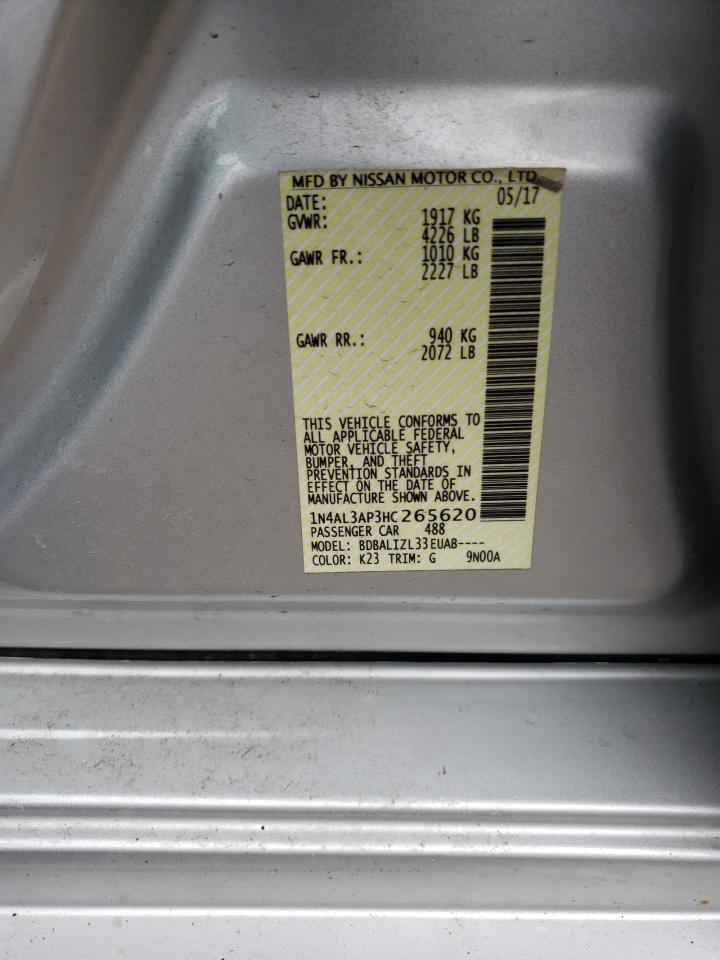 MFD BY NISSAN MOTOR CO., LTD.
DATE: 05/17
GVWR: 1917 KG
4226 LB
GAWR FR.: 1010 KG
2227 LB
GAWR RR.: 940 KG
2072 LB
THIS VEHICLE CONFORMS TO
ALL APPLICABLE FEDERAL
MOTOR VEHICLE SAFETY,
BUMPER, AND THEFT
PREVENTION STANDARDS IN
EFFECT ON THE DATE OF
MANUFACTURE SHOWN ABOVE.
1N4AL3AP3HC265620
PASSENGER CAR 488
MODEL: BDBALIZL33EUAB----
COLOR: K23 TRIM: G 9N00A